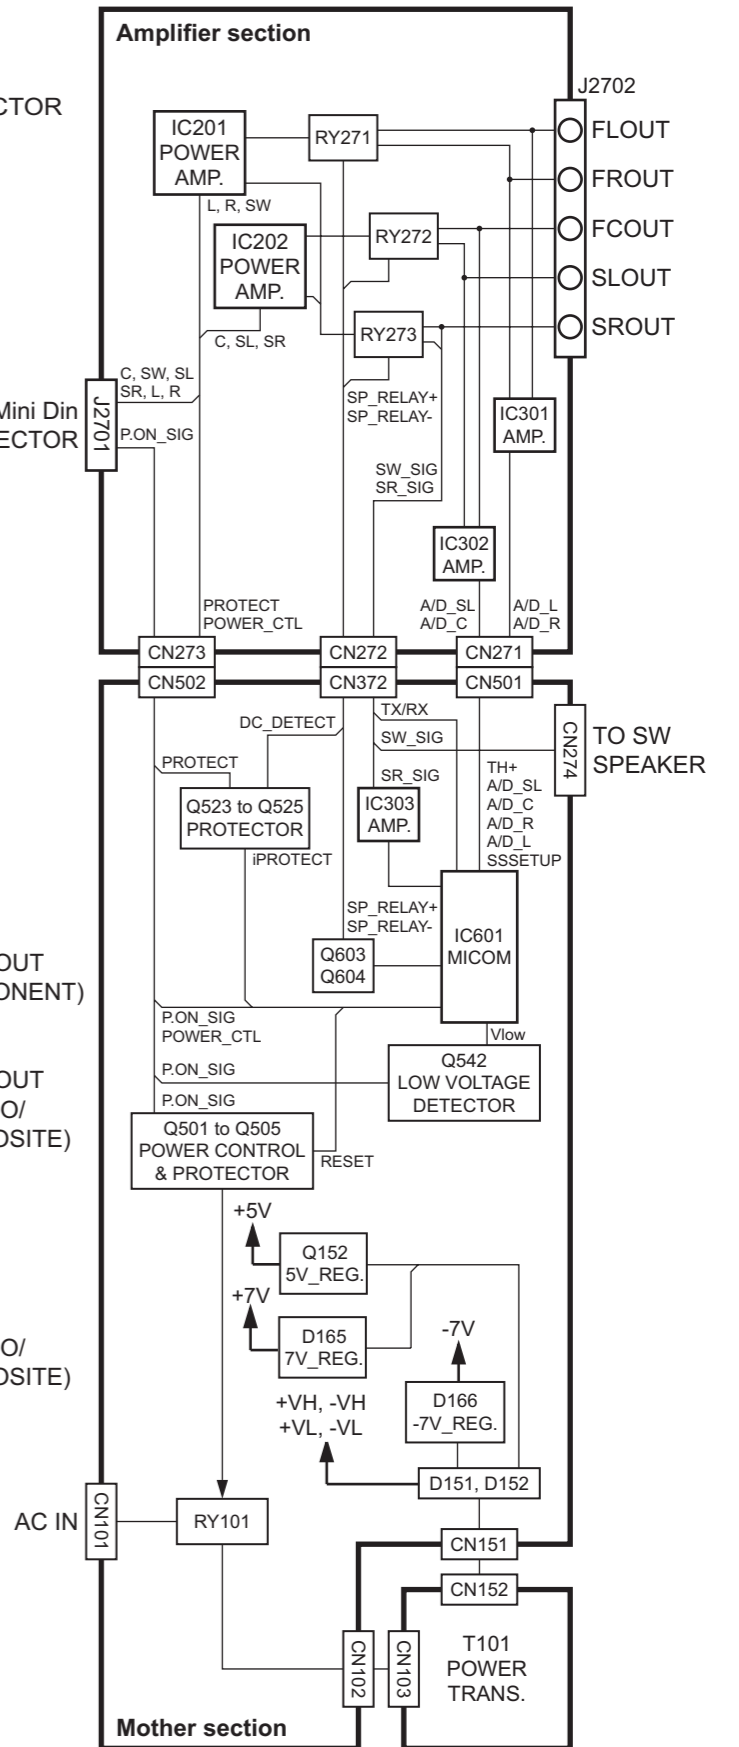 Amplifier section
J2702
CTOR
IC201
POWER
AMP.
RY271
FLOUT
FROUT
L, R, SW
IC202
POWER
AMP.
RY272
FCOUT
SLOUT
RY273
SROUT
C, SL, SR
C, SW, SL
SR, L, R
SP_RELAY+
SP_RELAY-
IC301
AMP.
Mini Din
ECTOR
J2701
P.ON_SIG
SW_SIG
SR_SIG
IC302
AMP.
PROTECT
POWER_CTL
A/D_SL
A/D_C
A/D_L
A/D_R
CN273
CN272
CN271
CN502
CN372
CN501
DC_DETECT
TX/RX
SW_SIG
CN274
TO SW
SPEAKER
PROTECT
SR_SIG
TH+
A/D_SL
A/D_C
A/D_R
A/D_L
SSSETUP
Q523 to Q525
PROTECTOR
IC303
AMP.
iPROTECT
SP_RELAY+
SP_RELAY-
IC601
MICOM
Q603
Q604
OUT
ONENT)
P.ON_SIG
POWER_CTL
Vlow
P.ON_SIG
Q542
LOW VOLTAGE
DETECTOR
OUT
O/
OSITE)
P.ON_SIG
Q501 to Q505
POWER CONTROL
& PROTECTOR
RESET
+5V
Q152
5V_REG.
+7V
D165
7V_REG.
-7V
O/
OSITE)
D166
-7V_REG.
+VH, -VH
+VL, -VL
D151, D152
AC IN
CN101
RY101
CN151
CN152
CN102
CN103
T101
POWER
TRANS.
Mother section